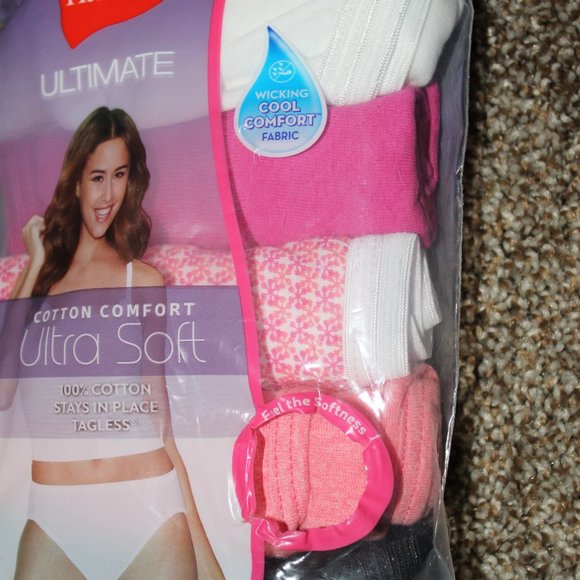 ULTIMATE
WICKING
COOL
COMFORT
FABRIC
COTTON COMFORT
Ultra Soft
100% COTTON
STAYS IN PLACE
TAGLESS®
Feel the Softness